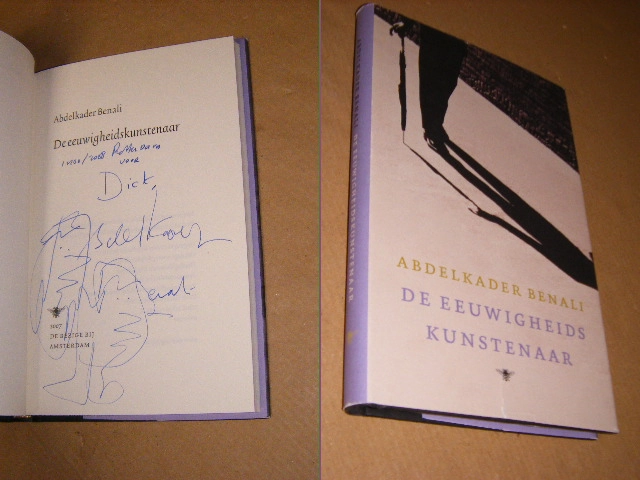 Abdelkader Benali
De eeuwigheidskunstenaar
Rotterdam
voor
Dick,
Abdelkader
Benali
2007
DE BEZIGE BIJ
AMSTERDAM
DE EEUWIGHEIDSKUNSTENAAR
ABDELKADER BENALI
DE EEUWIGHEIDS
KUNSTENAAR